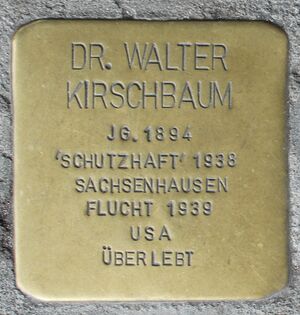 DR. WALTER
KIRSCHBAUM
JG. 1894
'SCHUTZHAFT' 1938
SACHSENHAUSEN
FLUCHT 1939
USA
ÜBERLEBT